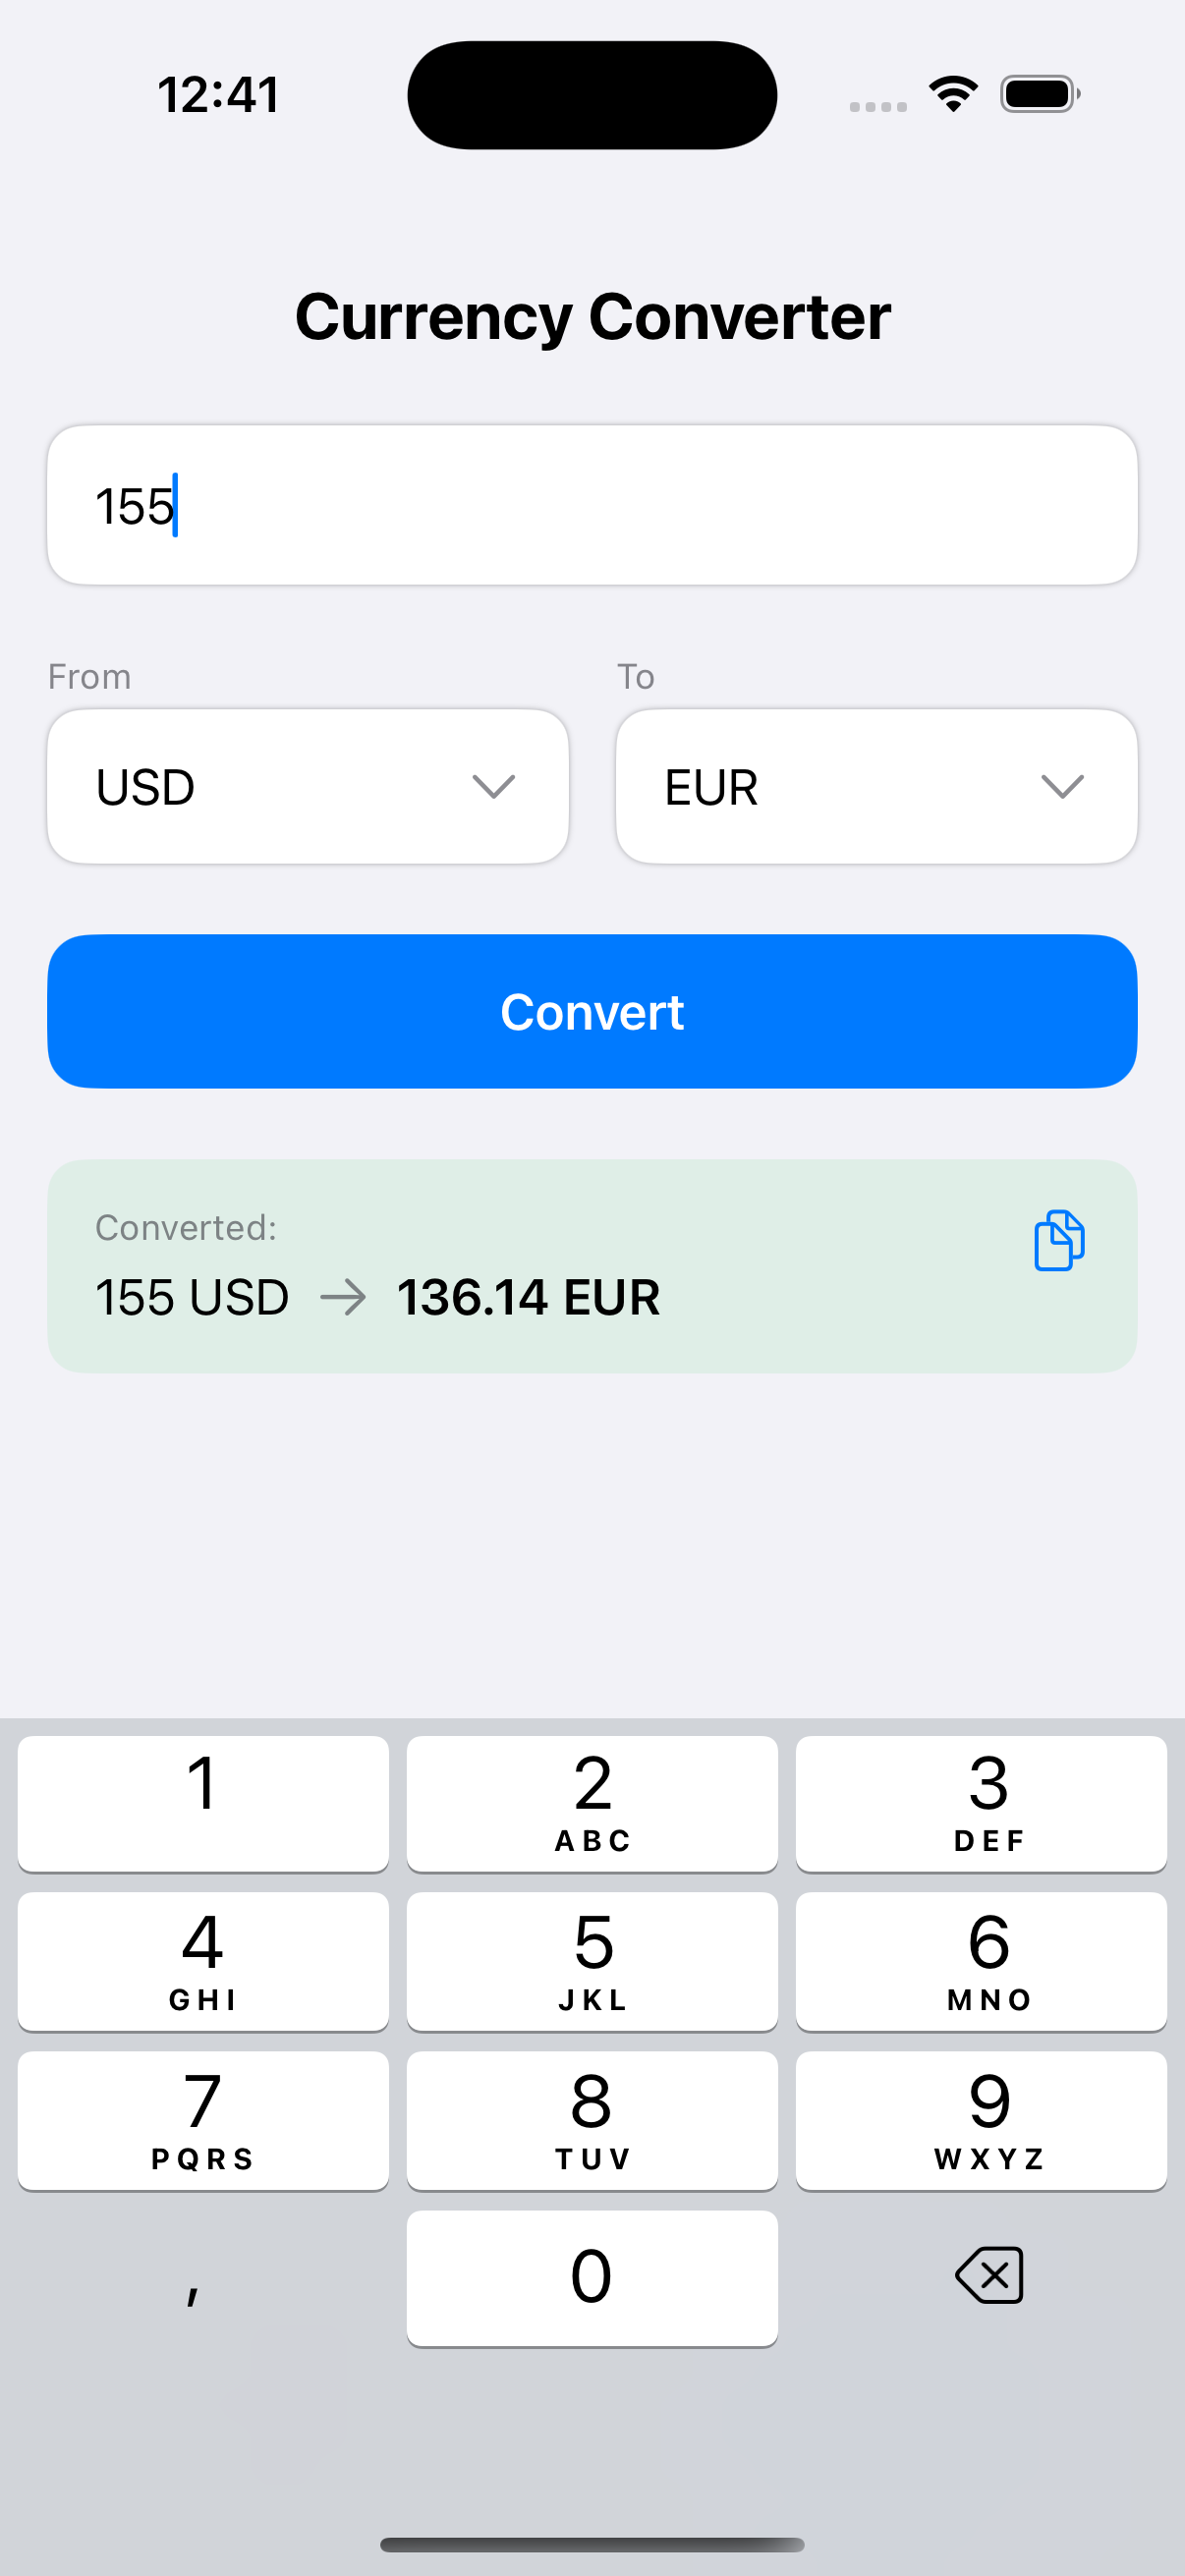 12:41
Currency Converter
155
From To
USD EUR
Convert
Converted:
155 USD → 136.14 EUR
1 2 3
ABC DEF
4 5 6
GHI JKL MNO
7 8 9
PQRS TUV WXYZ
, 0